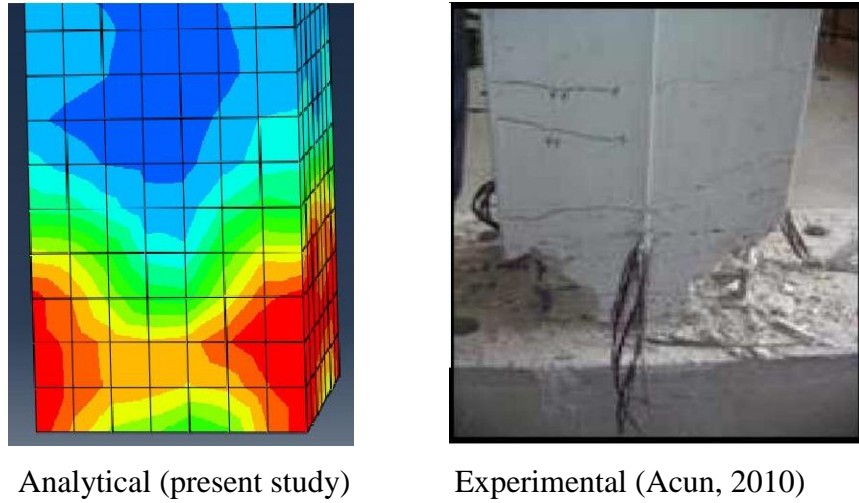 Analytical (present study)
Experimental (Acun, 2010)